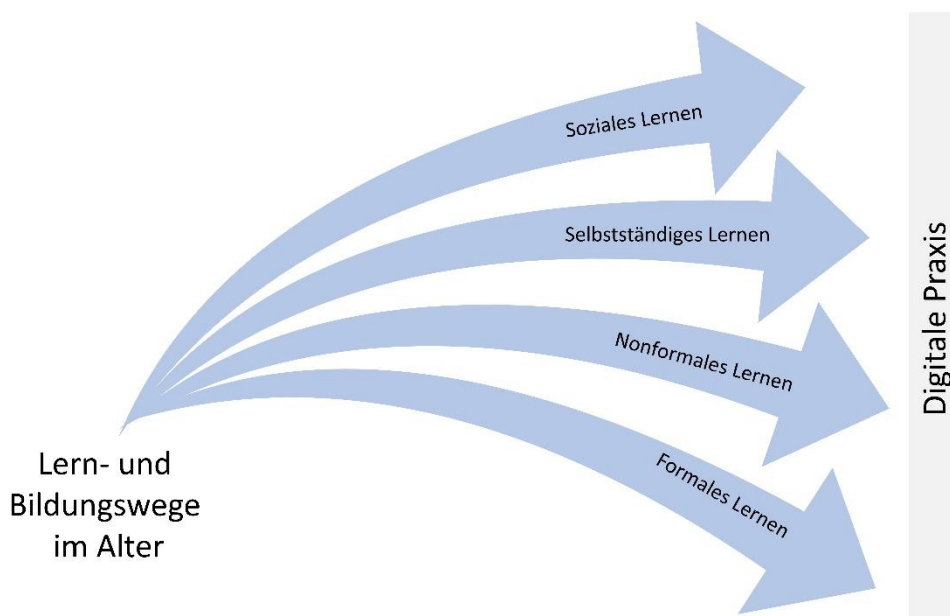 Soziales Lernen
Selbstständiges Lernen
Nonformales Lernen
Formales Lernen
Lern- und
Bildungswege
im Alter
Digitale Praxis